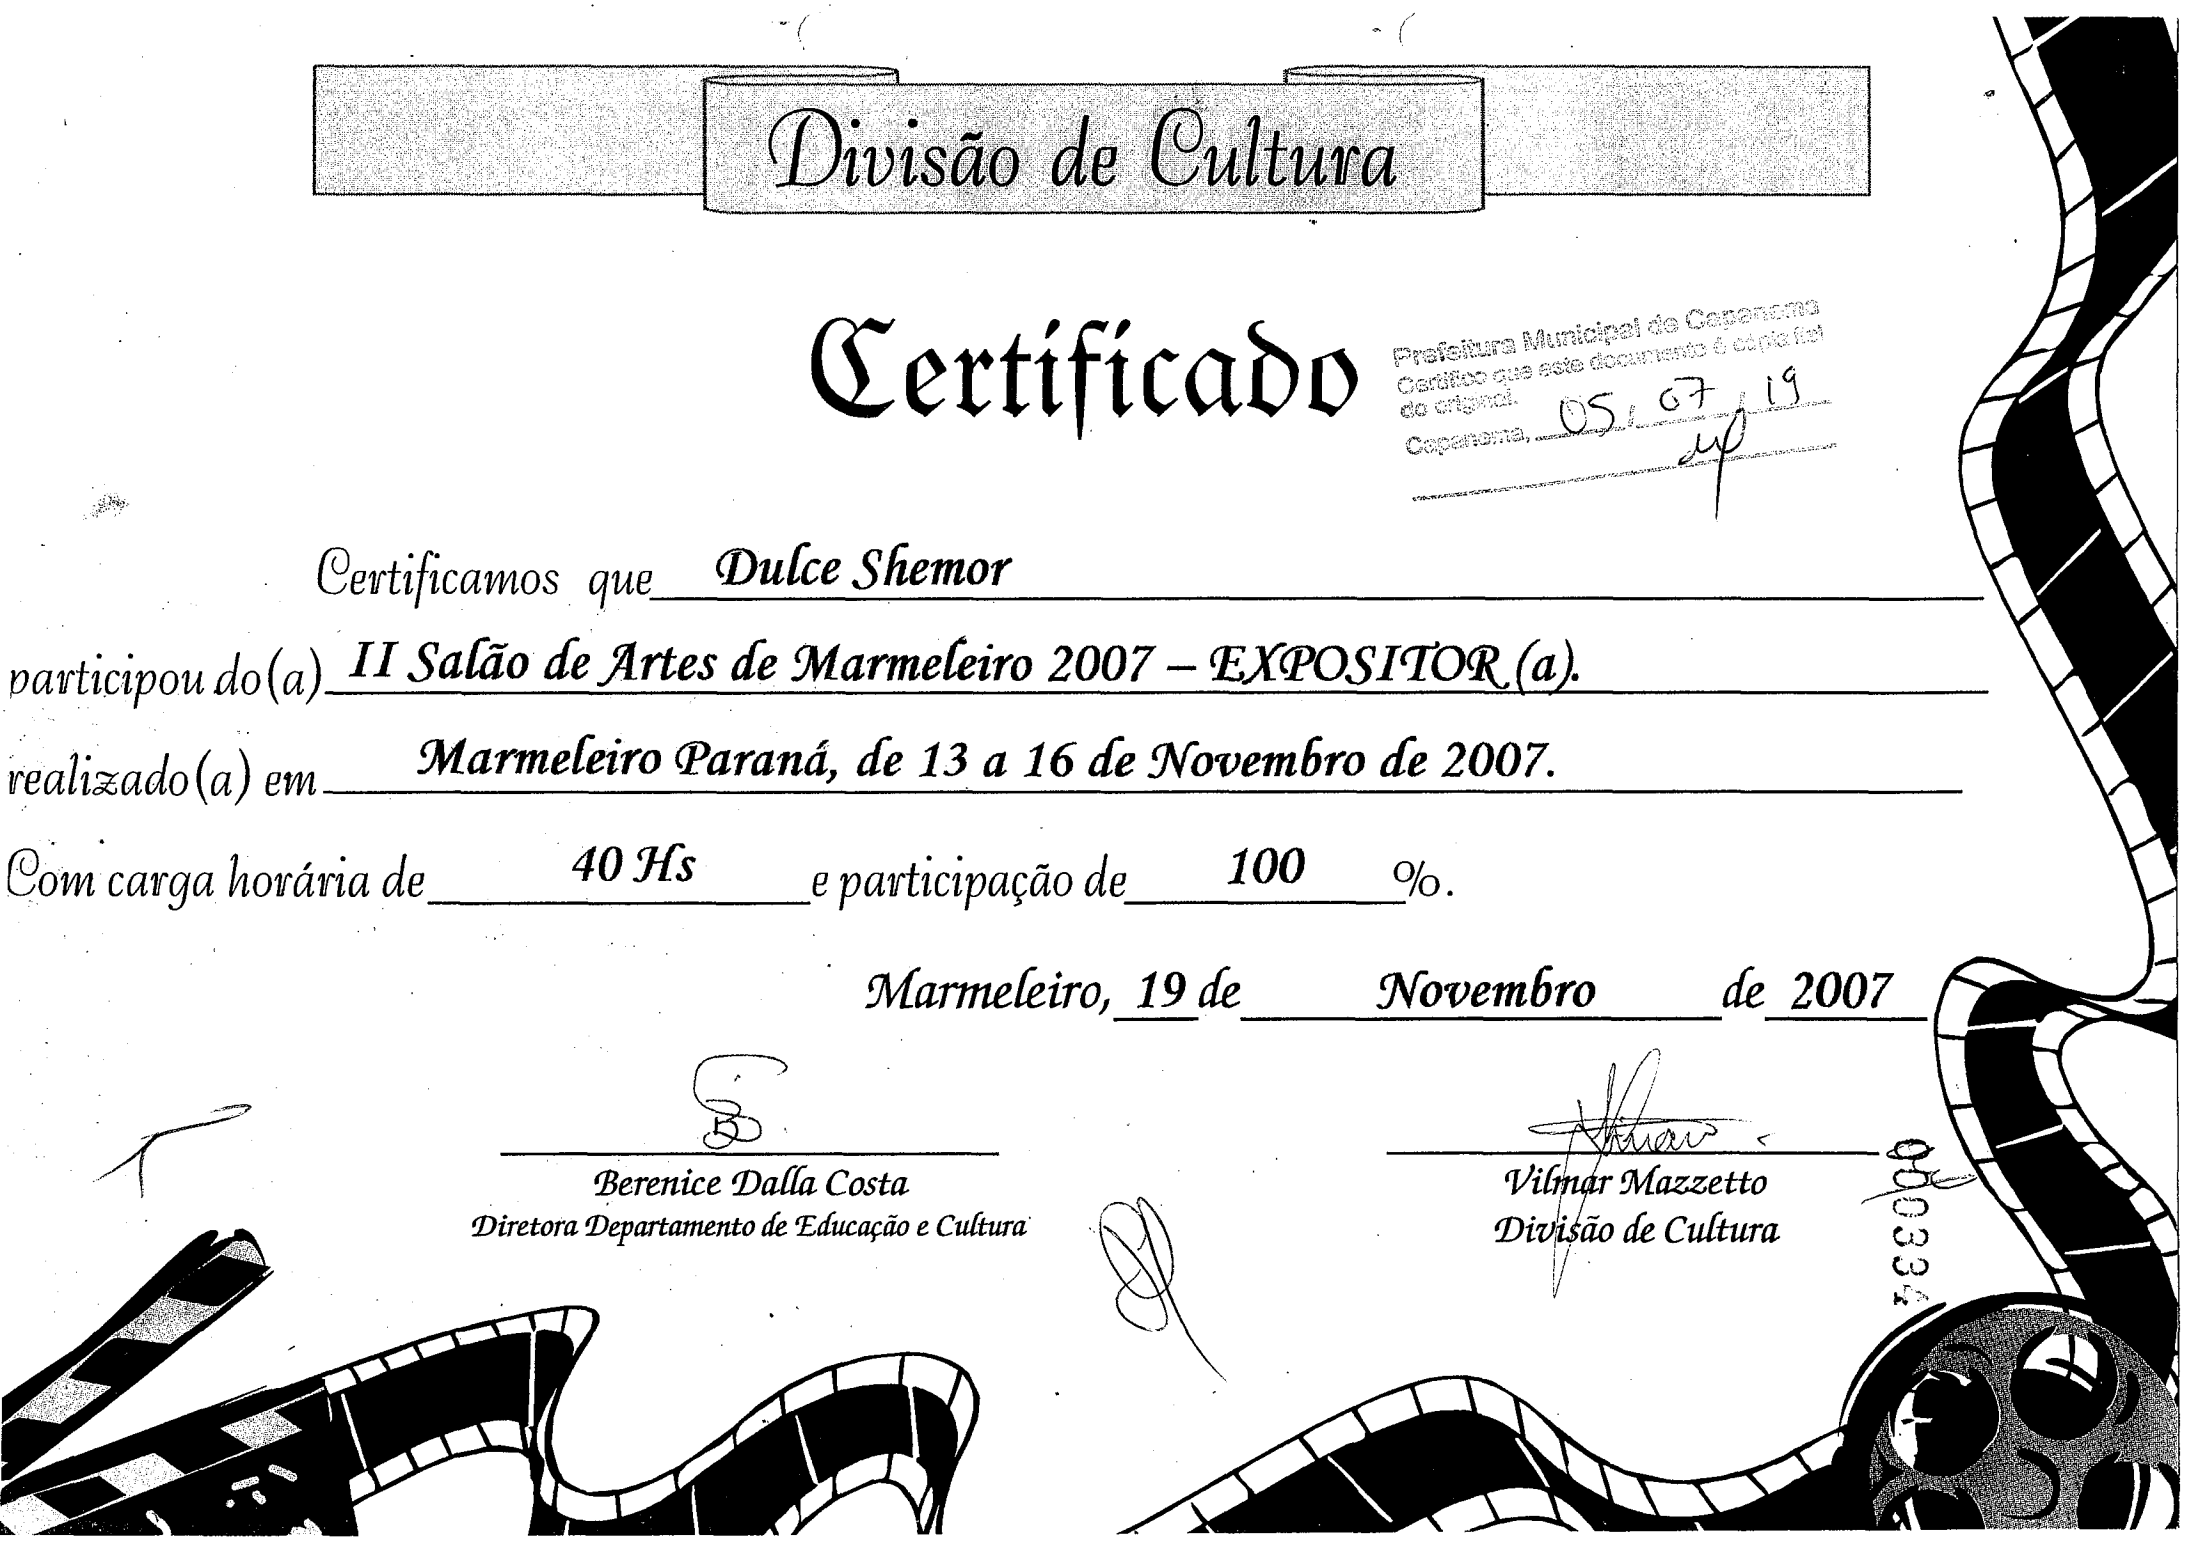 Divisão de Cultura
Certificado
Prefeitura Municipal de Capanema
Certifico que este documento é cópia fiel
do original.
Capanema, 05 / 07 / 19
Certificamos que Dulce Shemor
participou do(a) II Salão de Artes de Marmeleiro 2007 – EXPOSITOR (a).
realizado(a) em Marmeleiro Paraná, de 13 a 16 de Novembro de 2007.
Com carga horária de 40 Hs e participação de 100 %.
Marmeleiro, 19 de Novembro de 2007
Berenice Dalla Costa
Diretora Departamento de Educação e Cultura
Vilmar Mazzetto
Divisão de Cultura
000334